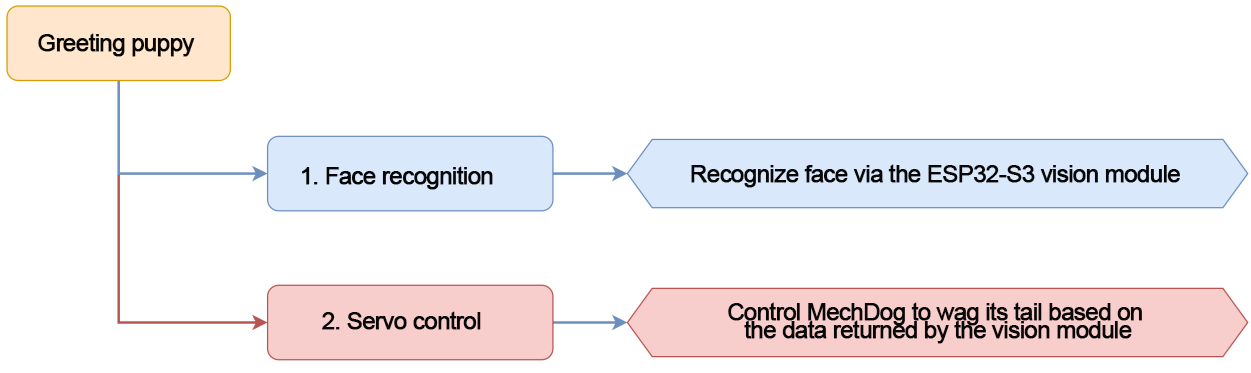 Greeting puppy
1. Face recognition
Recognize face via the ESP32-S3 vision module
2. Servo control
Control MechDog to wag its tail based on
the data returned by the vision module